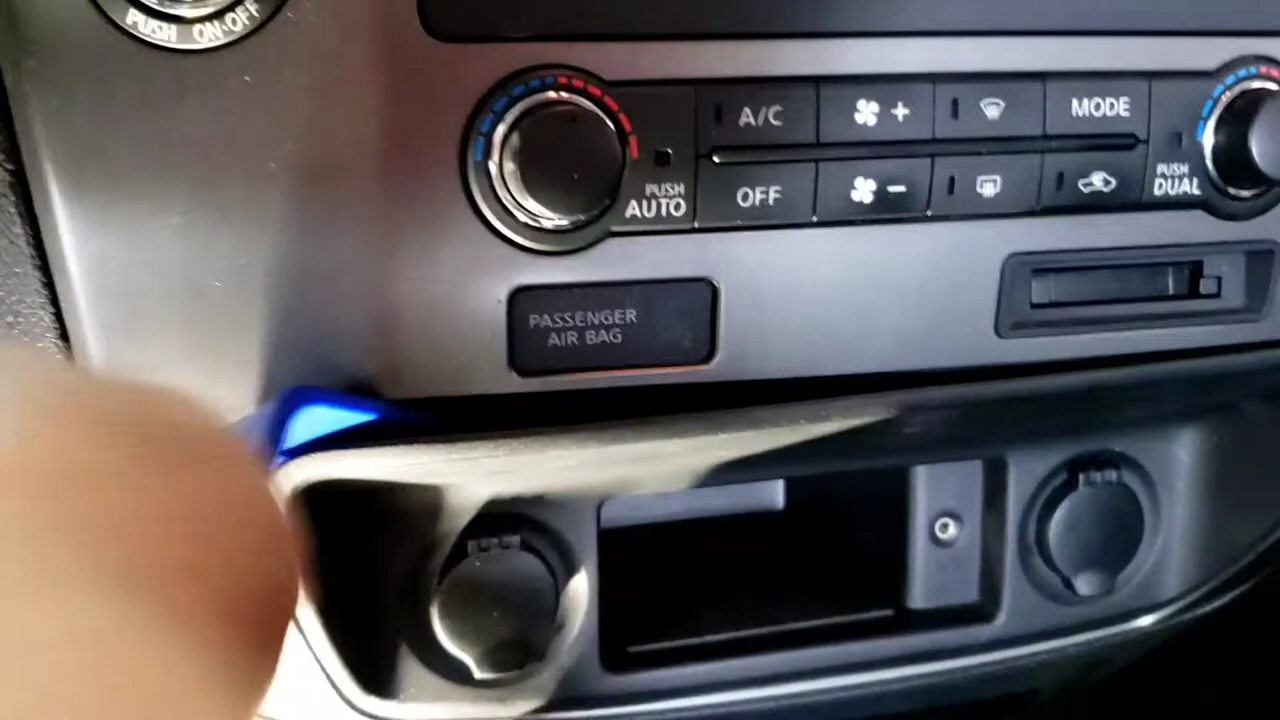 PUSH ON·OFF
A/C
+
MODE
PUSH
AUTO
OFF
-
PUSH
DUAL
PASSENGER
AIR BAG